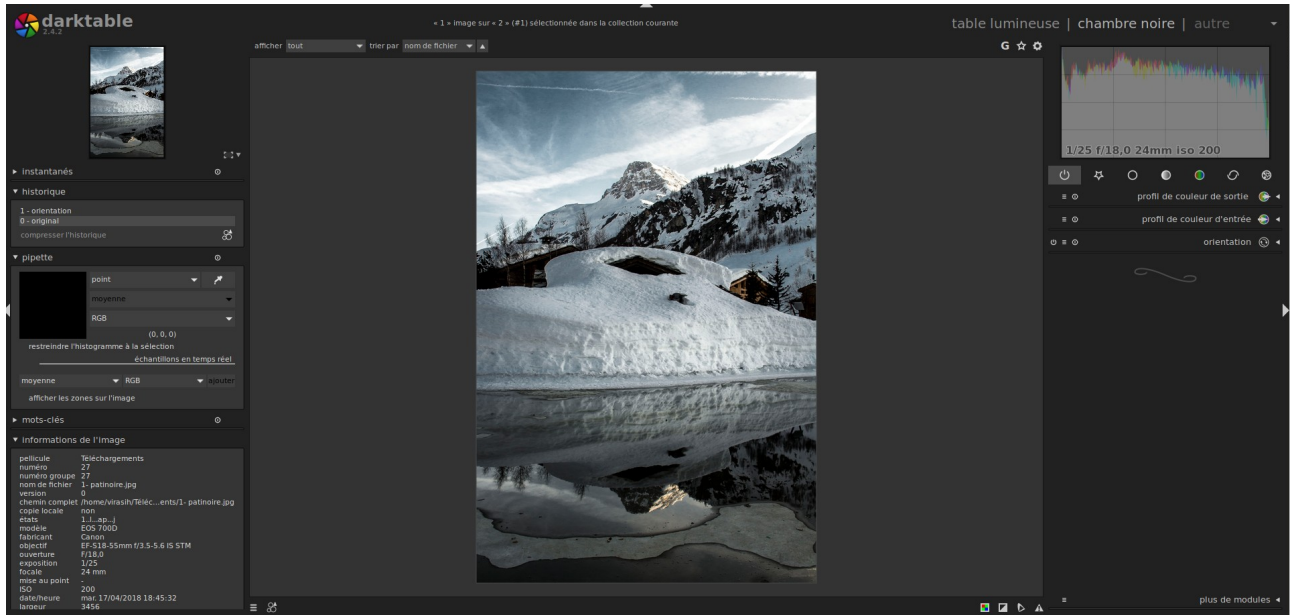 darktable
2.4.2
« 1 » image sur « 2 » (#1) sélectionnée dans la collection courante
table lumineuse | chambre noire | autre
afficher tout trier par nom de fichier
G
1/25 f/18,0 24mm iso 200
instantanés
historique
1 - orientation
0 - original
compresser l'historique
pipette
point
moyenne
RGB
(0, 0, 0)
restreindre l'histogramme à la sélection
échantillons en temps réel
moyenne RGB ajouter
afficher les zones sur l'image
mots-clés
informations de l'image
pellicule Téléchargements
numéro 27
numéro groupe 27
nom de fichier 1- patinoire.jpg
version 0
chemin complet /home/virasih/Téléc...ents/1- patinoire.jpg
copie locale non
états 1..l...ap...j
modèle EOS 700D
fabricant Canon
objectif EF-S18-55mm f/3.5-5.6 IS STM
ouverture F/18,0
exposition 1/25
focale 24 mm
mise au point -
ISO 200
date/heure mar. 17/04/2018 18:45:32
largeur 3456
profil de couleur de sortie
profil de couleur d'entrée
orientation
plus de modules